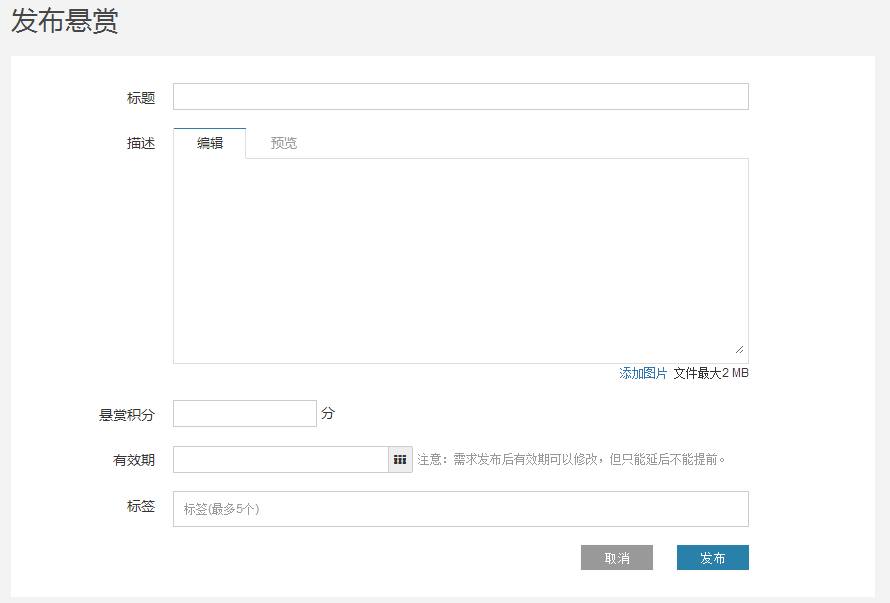 发布悬赏
标题
描述 编辑 预览
添加图片 文件最大2 MB
悬赏积分 分
有效期 注意：需求发布后有效期可以修改，但只能延后不能提前。
标签 标签(最多5个)
取消 发布